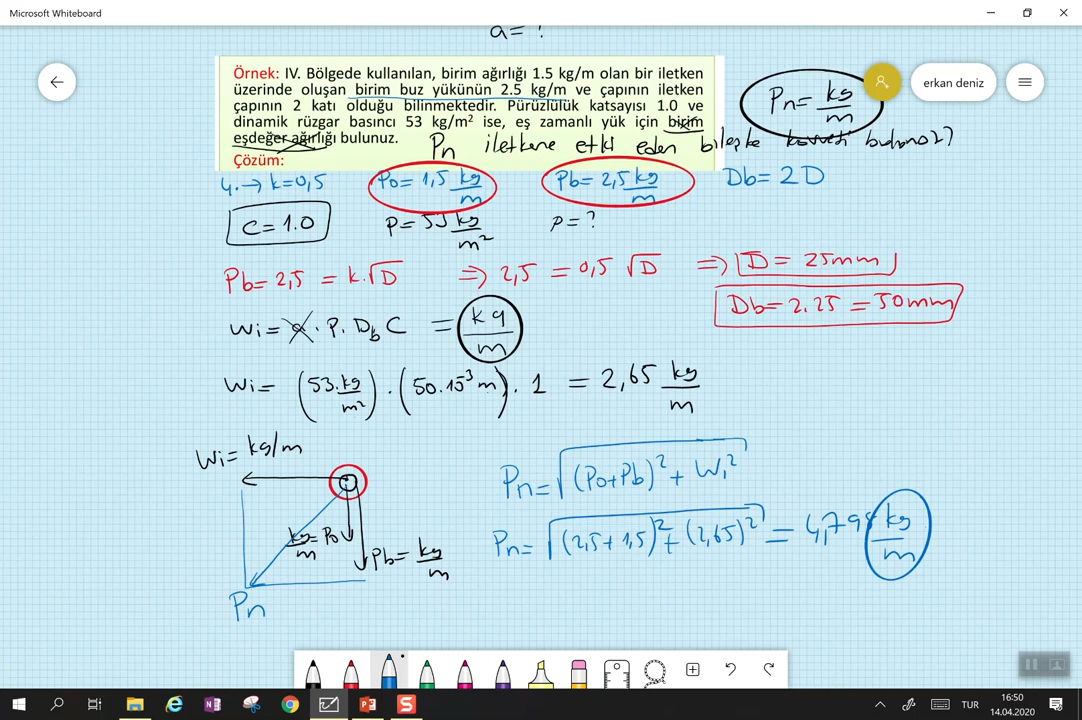 Microsoft Whiteboard
a = ?
Örnek: IV. Bölgede kullanılan, birim ağırlığı 1.5 kg/m olan bir iletken
üzerinde oluşan birim buz yükünün 2.5 kg/m ve çapının iletken
çapının 2 katı olduğu bilinmektedir. Pürüzlülük katsayısı 1.0 ve
dinamik rüzgar basıncı 53 kg/m² ise, eş zamanlı yük için birim
eşdeğer ağırlığı bulunuz.
Pn iletkene etki eden bileşke kuvveti bulunuz?
Pn = kg/m
erkan deniz
Çözüm:
4. → k=0,5
Po = 1,5 kg/m
Pb = 2,5 kg/m
Db = 2D
C = 1.0
P = 53 kg/m²
P = ?
Pb = 2,5 = k.√D ⇒ 2,5 = 0,5 √D ⇒ D = 25mm
Db = 2.25 = 50mm
Wi = α . P. Db C = kg/m
Wi = (53.kg/m²) . (50.10⁻³ m) . 1 = 2,65 kg/m
Wi = kg/m
kg/m = Po
Pb = kg/m
Pn
Pn = √(Po+Pb)² + Wi²
Pn = √(2,5+1,5)² + (2,65)² = 4,798 kg/m
TUR
16:50
14.04.2020